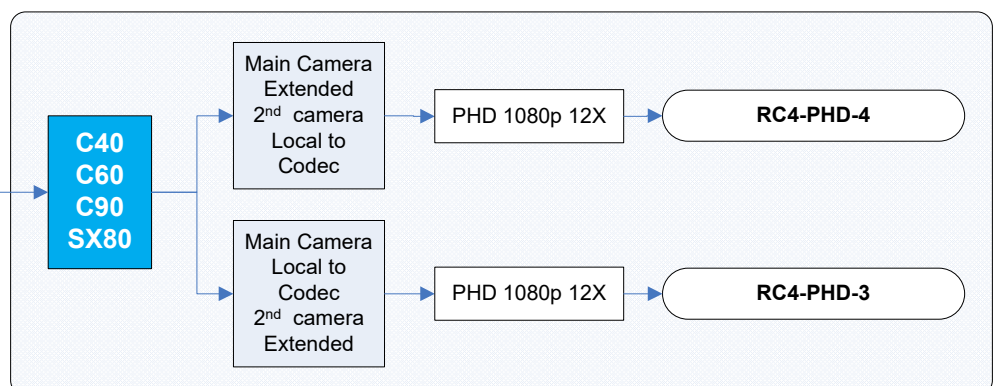 C40
C60
C90
SX80
Main Camera
Extended
2nd camera
Local to
Codec
PHD 1080p 12X
RC4-PHD-4
Main Camera
Local to
Codec
2nd camera
Extended
PHD 1080p 12X
RC4-PHD-3